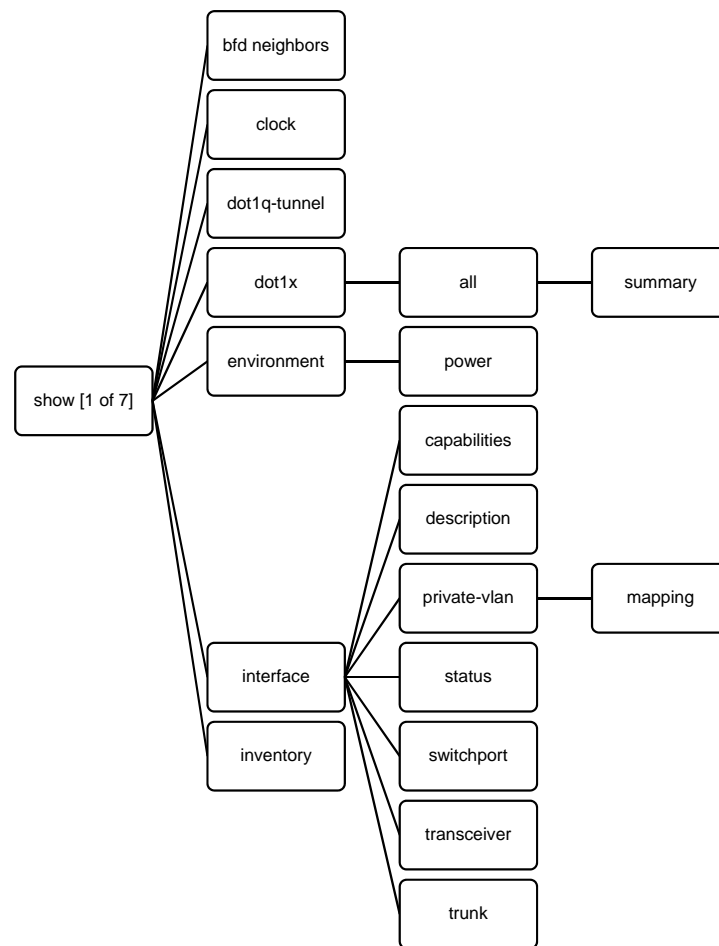 bfd neighbors
clock
dot1q-tunnel
dot1x
all
summary
environment
power
show [1 of 7]
capabilities
description
private-vlan
mapping
interface
status
inventory
switchport
transceiver
trunk